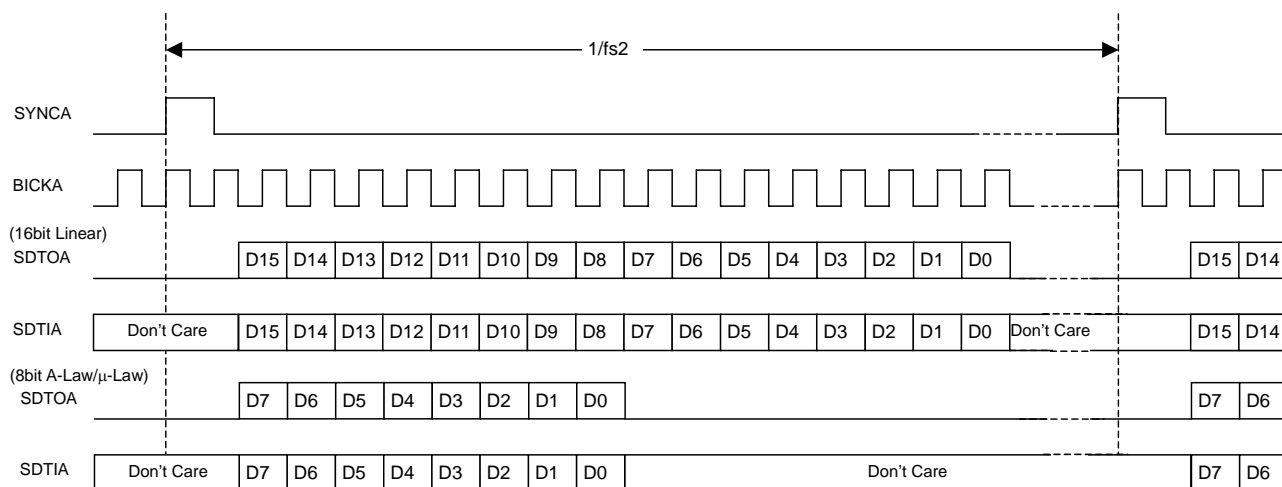 1/fs2
SYNCA
BICKA
(16bit Linear)
SDTOA D15 D14 D13 D12 D11 D10 D9 D8 D7 D6 D5 D4 D3 D2 D1 D0 D15 D14
SDTIA Don't Care D15 D14 D13 D12 D11 D10 D9 D8 D7 D6 D5 D4 D3 D2 D1 D0 Don't Care D15 D14
(8bit A-Law/μ-Law)
SDTOA D7 D6 D5 D4 D3 D2 D1 D0 D7 D6
SDTIA Don't Care D7 D6 D5 D4 D3 D2 D1 D0 Don't Care D7 D6